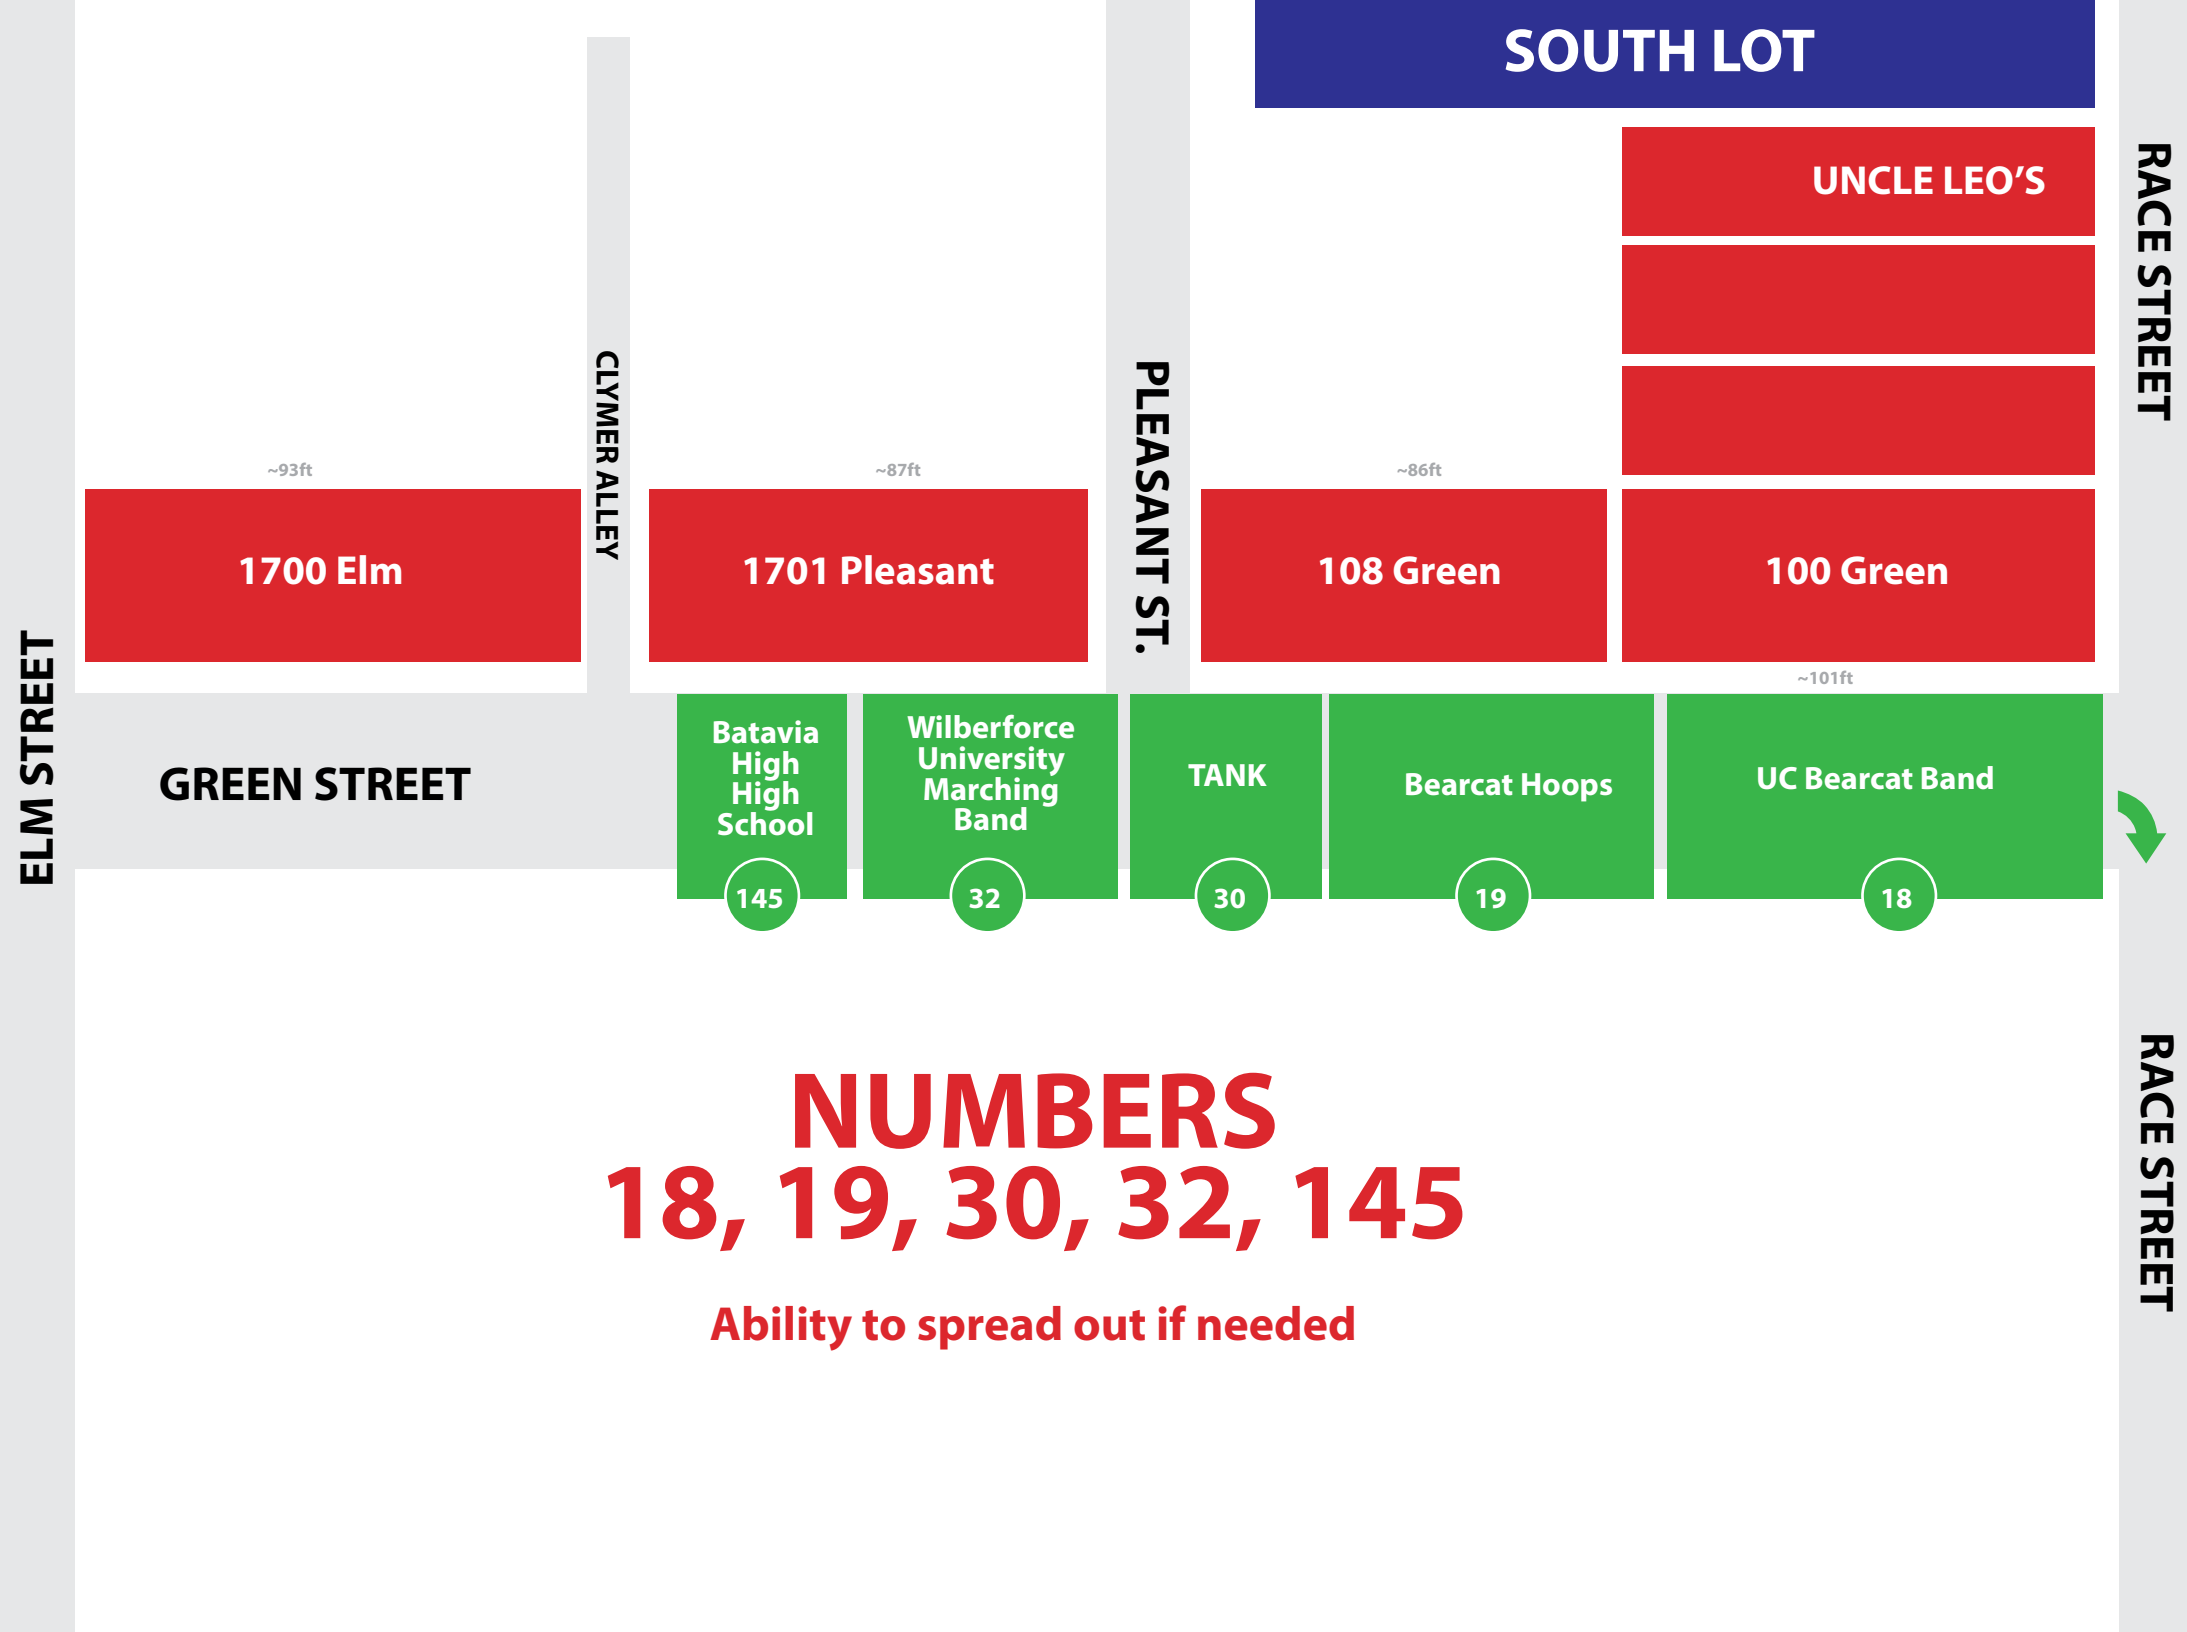 SOUTH LOT
UNCLE LEO’S
RACE STREET
CLYMER ALLEY
PLEASANT ST.
~93ft
~87ft
~86ft
1700 Elm
1701 Pleasant
108 Green
100 Green
~101ft
ELM STREET
GREEN STREET
Batavia
High
High
School
145
Wilberforce
University
Marching
Band
32
TANK
30
Bearcat Hoops
19
UC Bearcat Band
18
RACE STREET
NUMBERS
18, 19, 30, 32, 145
Ability to spread out if needed